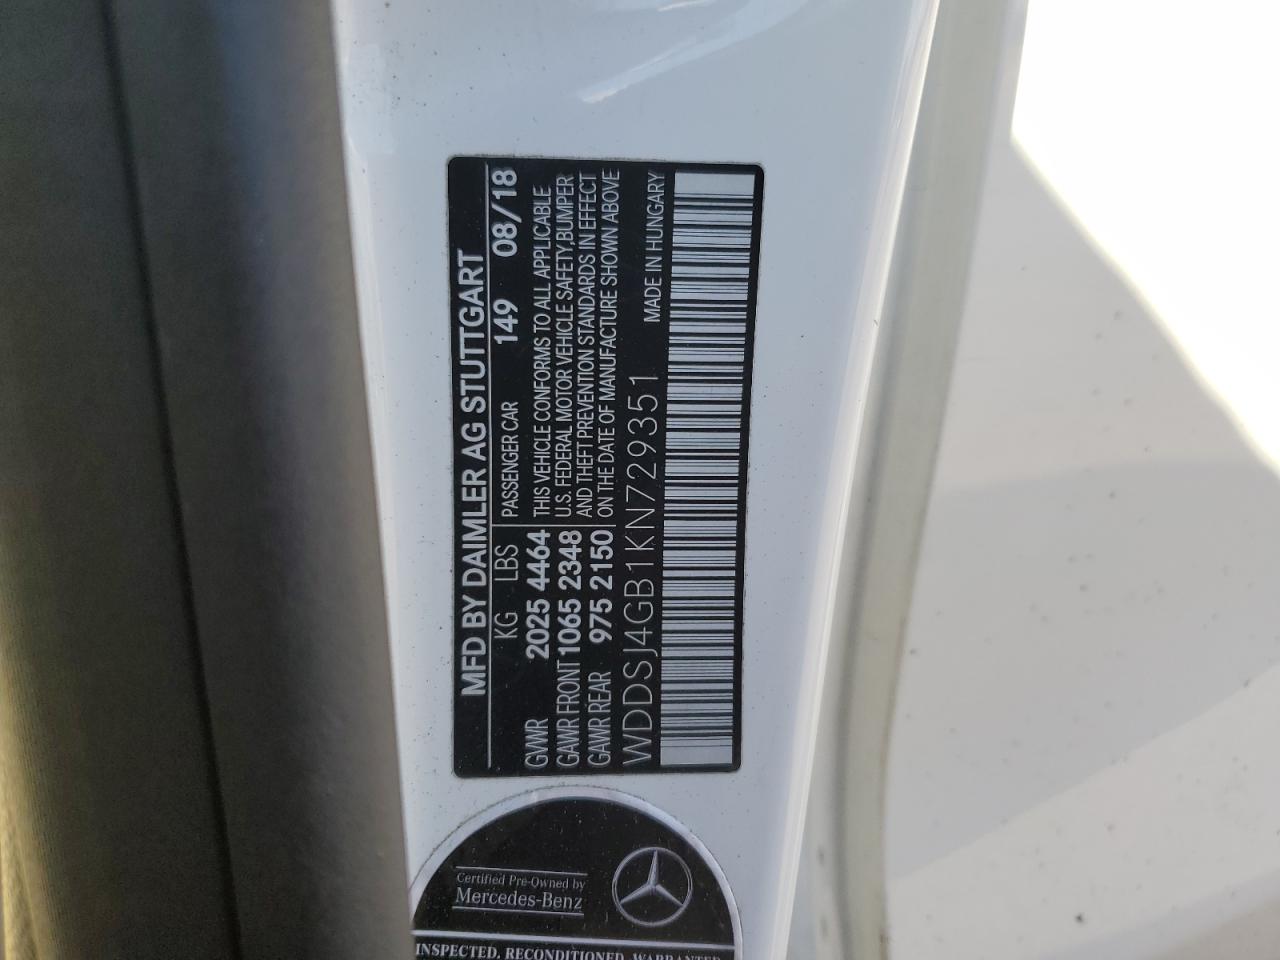 MFD BY DAIMLER AG STUTTGART
KG LBS PASSENGER CAR 149 08/18
GVWR 2025 4464 THIS VEHICLE CONFORMS TO ALL APPLICABLE
GAWR FRONT 1065 2348 U.S. FEDERAL MOTOR VEHICLE SAFETY,BUMPER
GAWR REAR 975 2150 AND THEFT PREVENTION STANDARDS IN EFFECT
ON THE DATE OF MANUFACTURE SHOWN ABOVE
WDDSJ4GB1KN729351 MADE IN HUNGARY
Certified Pre-Owned by
Mercedes-Benz
INSPECTED. RECONDITIONED. WARRANTED